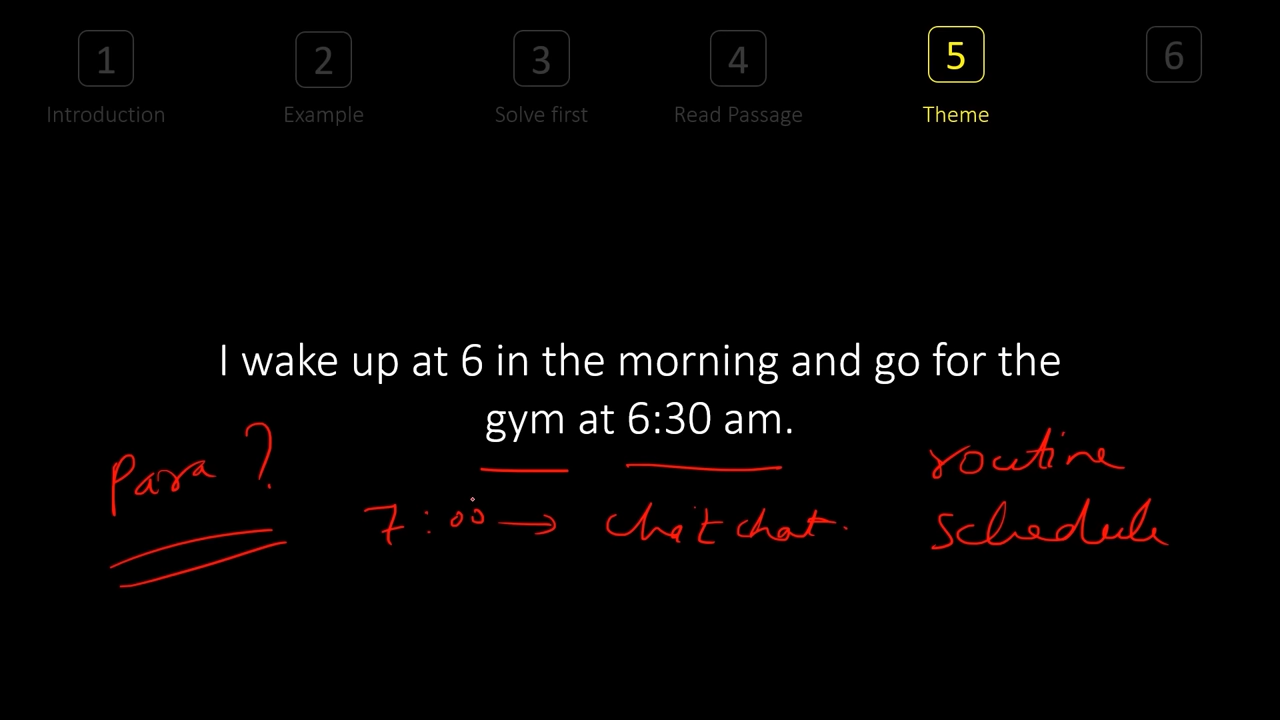 1 2 3 4 5 6
Introduction Example Solve first Read Passage Theme
I wake up at 6 in the morning and go for the
gym at 6:30 am.
Para ?
routine
7:00 → chat chat.
schedule